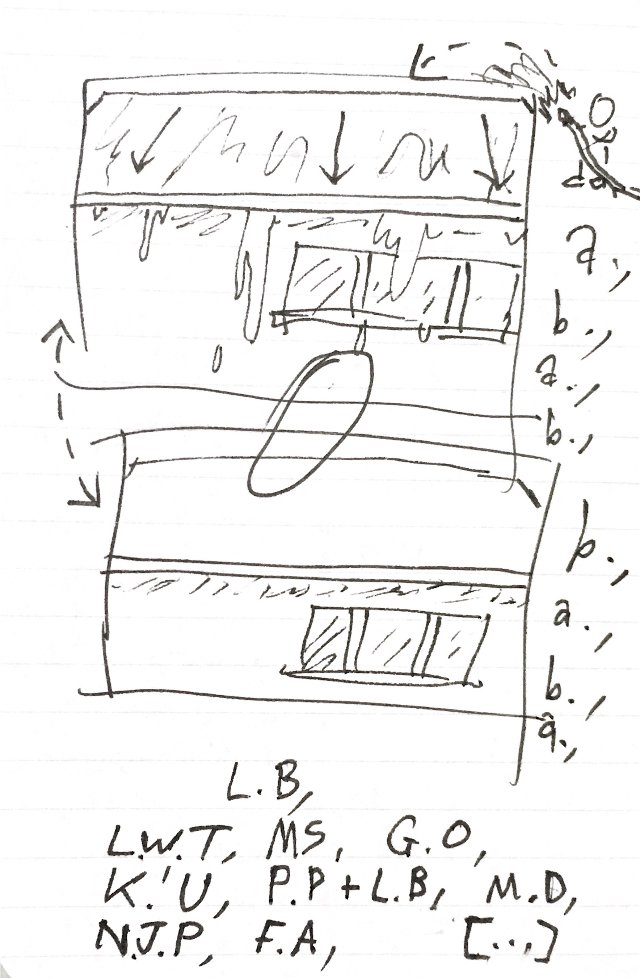 a.,
b.,
a.,
b.,
b.,
a.,
b.,
a.,
L.B,
L.W.T, MS, G.O,
K.'U, P.P + L.B, M.D,
N.J.P, F.A, [...]